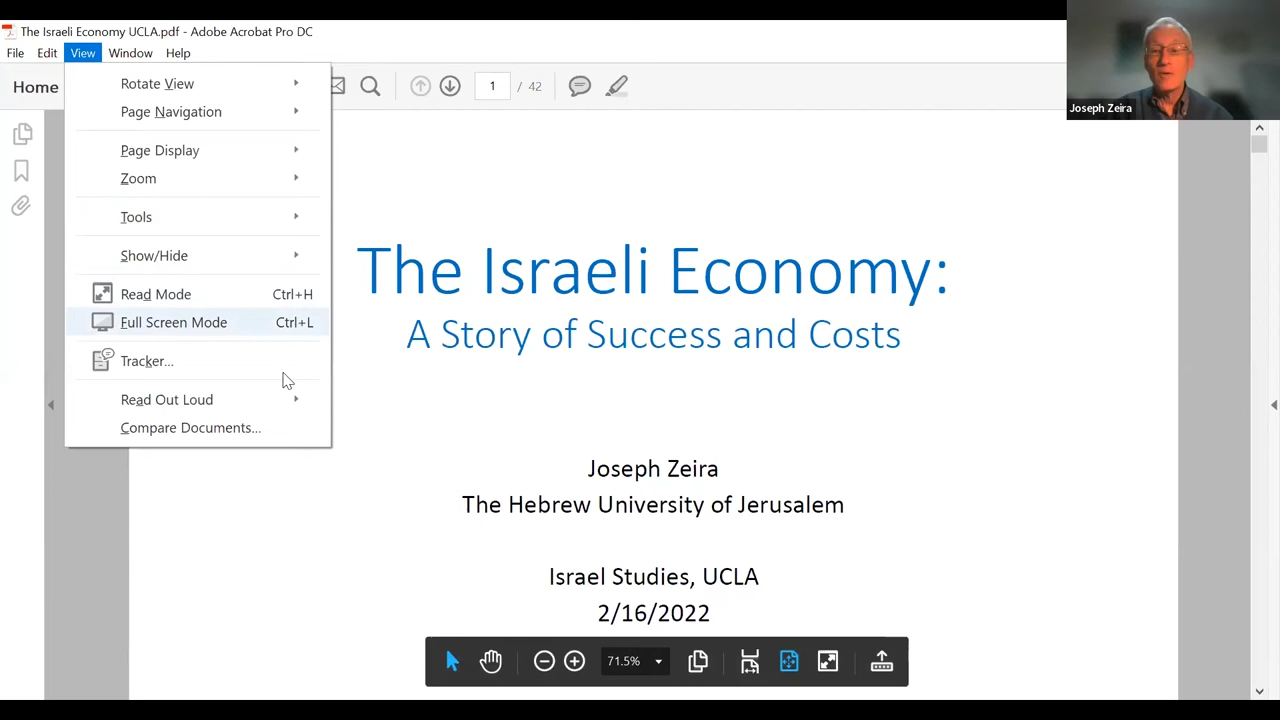 The Israeli Economy UCLA.pdf - Adobe Acrobat Pro DC
File Edit View Window Help
Home
1 / 42
Joseph Zeira
Rotate View
Page Navigation
Page Display
Zoom
Tools
Show/Hide
Read Mode Ctrl+H
Full Screen Mode Ctrl+L
Tracker...
Read Out Loud
Compare Documents...
The Israeli Economy:
A Story of Success and Costs
Joseph Zeira
The Hebrew University of Jerusalem
Israel Studies, UCLA
2/16/2022
71.5%